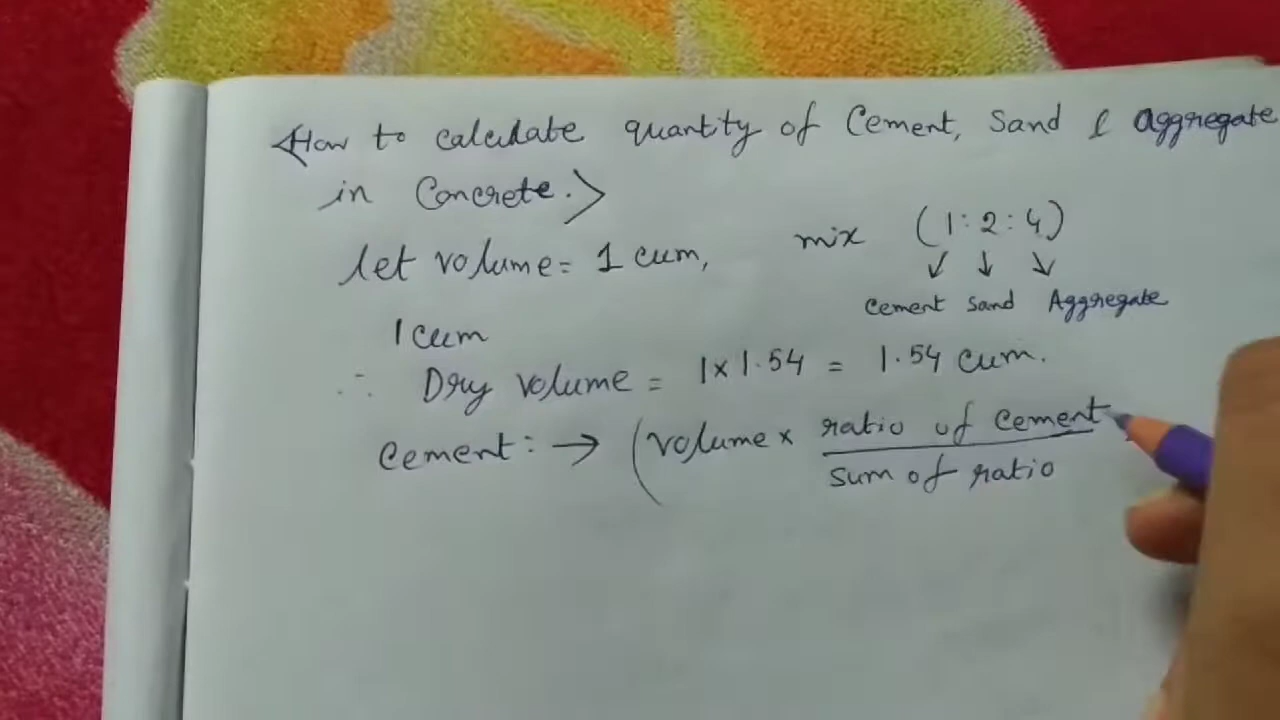 How to calculate quantity of Cement, Sand & Aggregate
in Concrete.>
let volume = 1 cum, mix (1:2:4)
↓ ↓ ↓
cement sand Aggregate
1 cum
∴ Dry volume = 1 x 1.54 = 1.54 cum.
cement :→ (volume x ratio of cement
sum of ratio